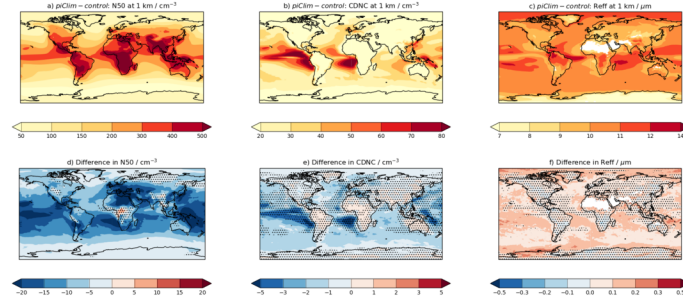 a) piClim−control: N50 at 1 km / cm⁻³
b) piClim−control: CDNC at 1 km / cm⁻³
c) piClim−control: Reff at 1 km / μm
50 100 200 300 400 500
20 30 40 50 60 70 80
7 8 9 10 11 12 14
d) Difference in N50 / cm⁻³
e) Difference in CDNC / cm⁻³
f) Difference in Reff / μm
−20 −15 −10 −5 0 5 10 15 20
−5 −3 −2 −1 0 1 2 3 5
−0.5 −0.3 −0.2 −0.1 0.0 0.1 0.2 0.3 0.5